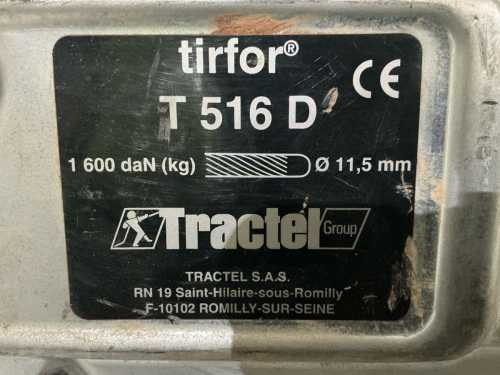 tirfor®
CE
T 516 D
1 600 daN (kg) Ø 11,5 mm
Tractel Group
TRACTEL S.A.S.
RN 19 Saint-Hilaire-sous-Romilly
F-10102 ROMILLY-SUR-SEINE